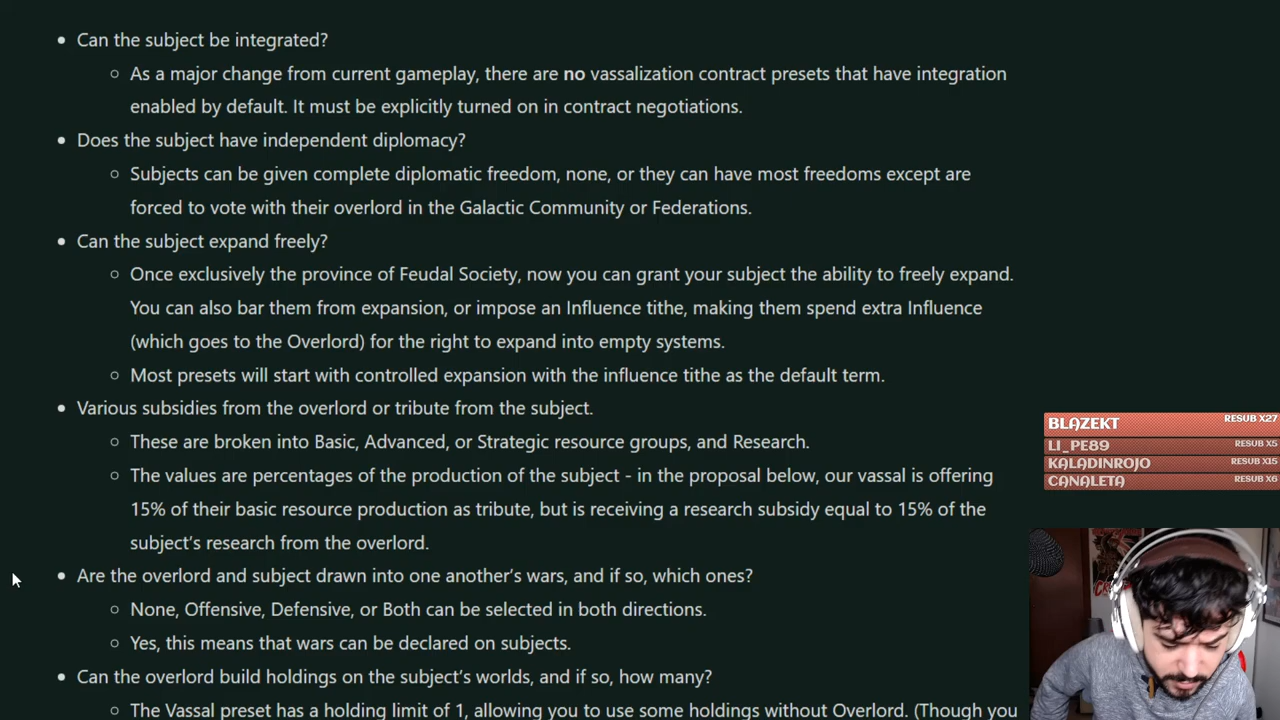 Can the subject be integrated?
As a major change from current gameplay, there are no vassalization contract presets that have integration
enabled by default. It must be explicitly turned on in contract negotiations.
Does the subject have independent diplomacy?
Subjects can be given complete diplomatic freedom, none, or they can have most freedoms except are
forced to vote with their overlord in the Galactic Community or Federations.
Can the subject expand freely?
Once exclusively the province of Feudal Society, now you can grant your subject the ability to freely expand.
You can also bar them from expansion, or impose an Influence tithe, making them spend extra Influence
(which goes to the Overlord) for the right to expand into empty systems.
Most presets will start with controlled expansion with the influence tithe as the default term.
Various subsidies from the overlord or tribute from the subject.
These are broken into Basic, Advanced, or Strategic resource groups, and Research.
The values are percentages of the production of the subject - in the proposal below, our vassal is offering
15% of their basic resource production as tribute, but is receiving a research subsidy equal to 15% of the
subject's research from the overlord.
Are the overlord and subject drawn into one another's wars, and if so, which ones?
None, Offensive, Defensive, or Both can be selected in both directions.
Yes, this means that wars can be declared on subjects.
Can the overlord build holdings on the subject's worlds, and if so, how many?
The Vassal preset has a holding limit of 1, allowing you to use some holdings without Overlord. (Though you
BLAZEKT RESUB X27
LI_PE89 RESUB X5
KALADINROJO RESUB X15
CANALETA RESUB X6